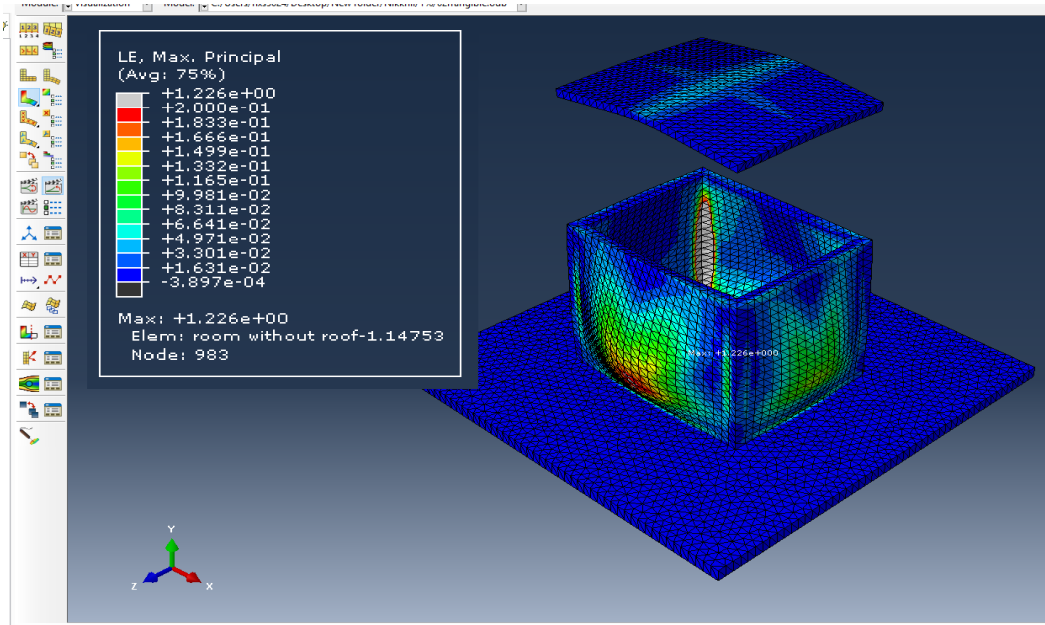 LE, Max. Principal
(Avg: 75%)
+1.226e+00
+2.000e-01
+1.833e-01
+1.666e-01
+1.499e-01
+1.332e-01
+1.165e-01
+9.981e-02
+8.311e-02
+6.641e-02
+4.971e-02
+3.301e-02
+1.631e-02
-3.897e-04
Max: +1.226e+00
Elem: room without roof-1.14753
Node: 983
Max: +1.226e+000
Y
Z
X